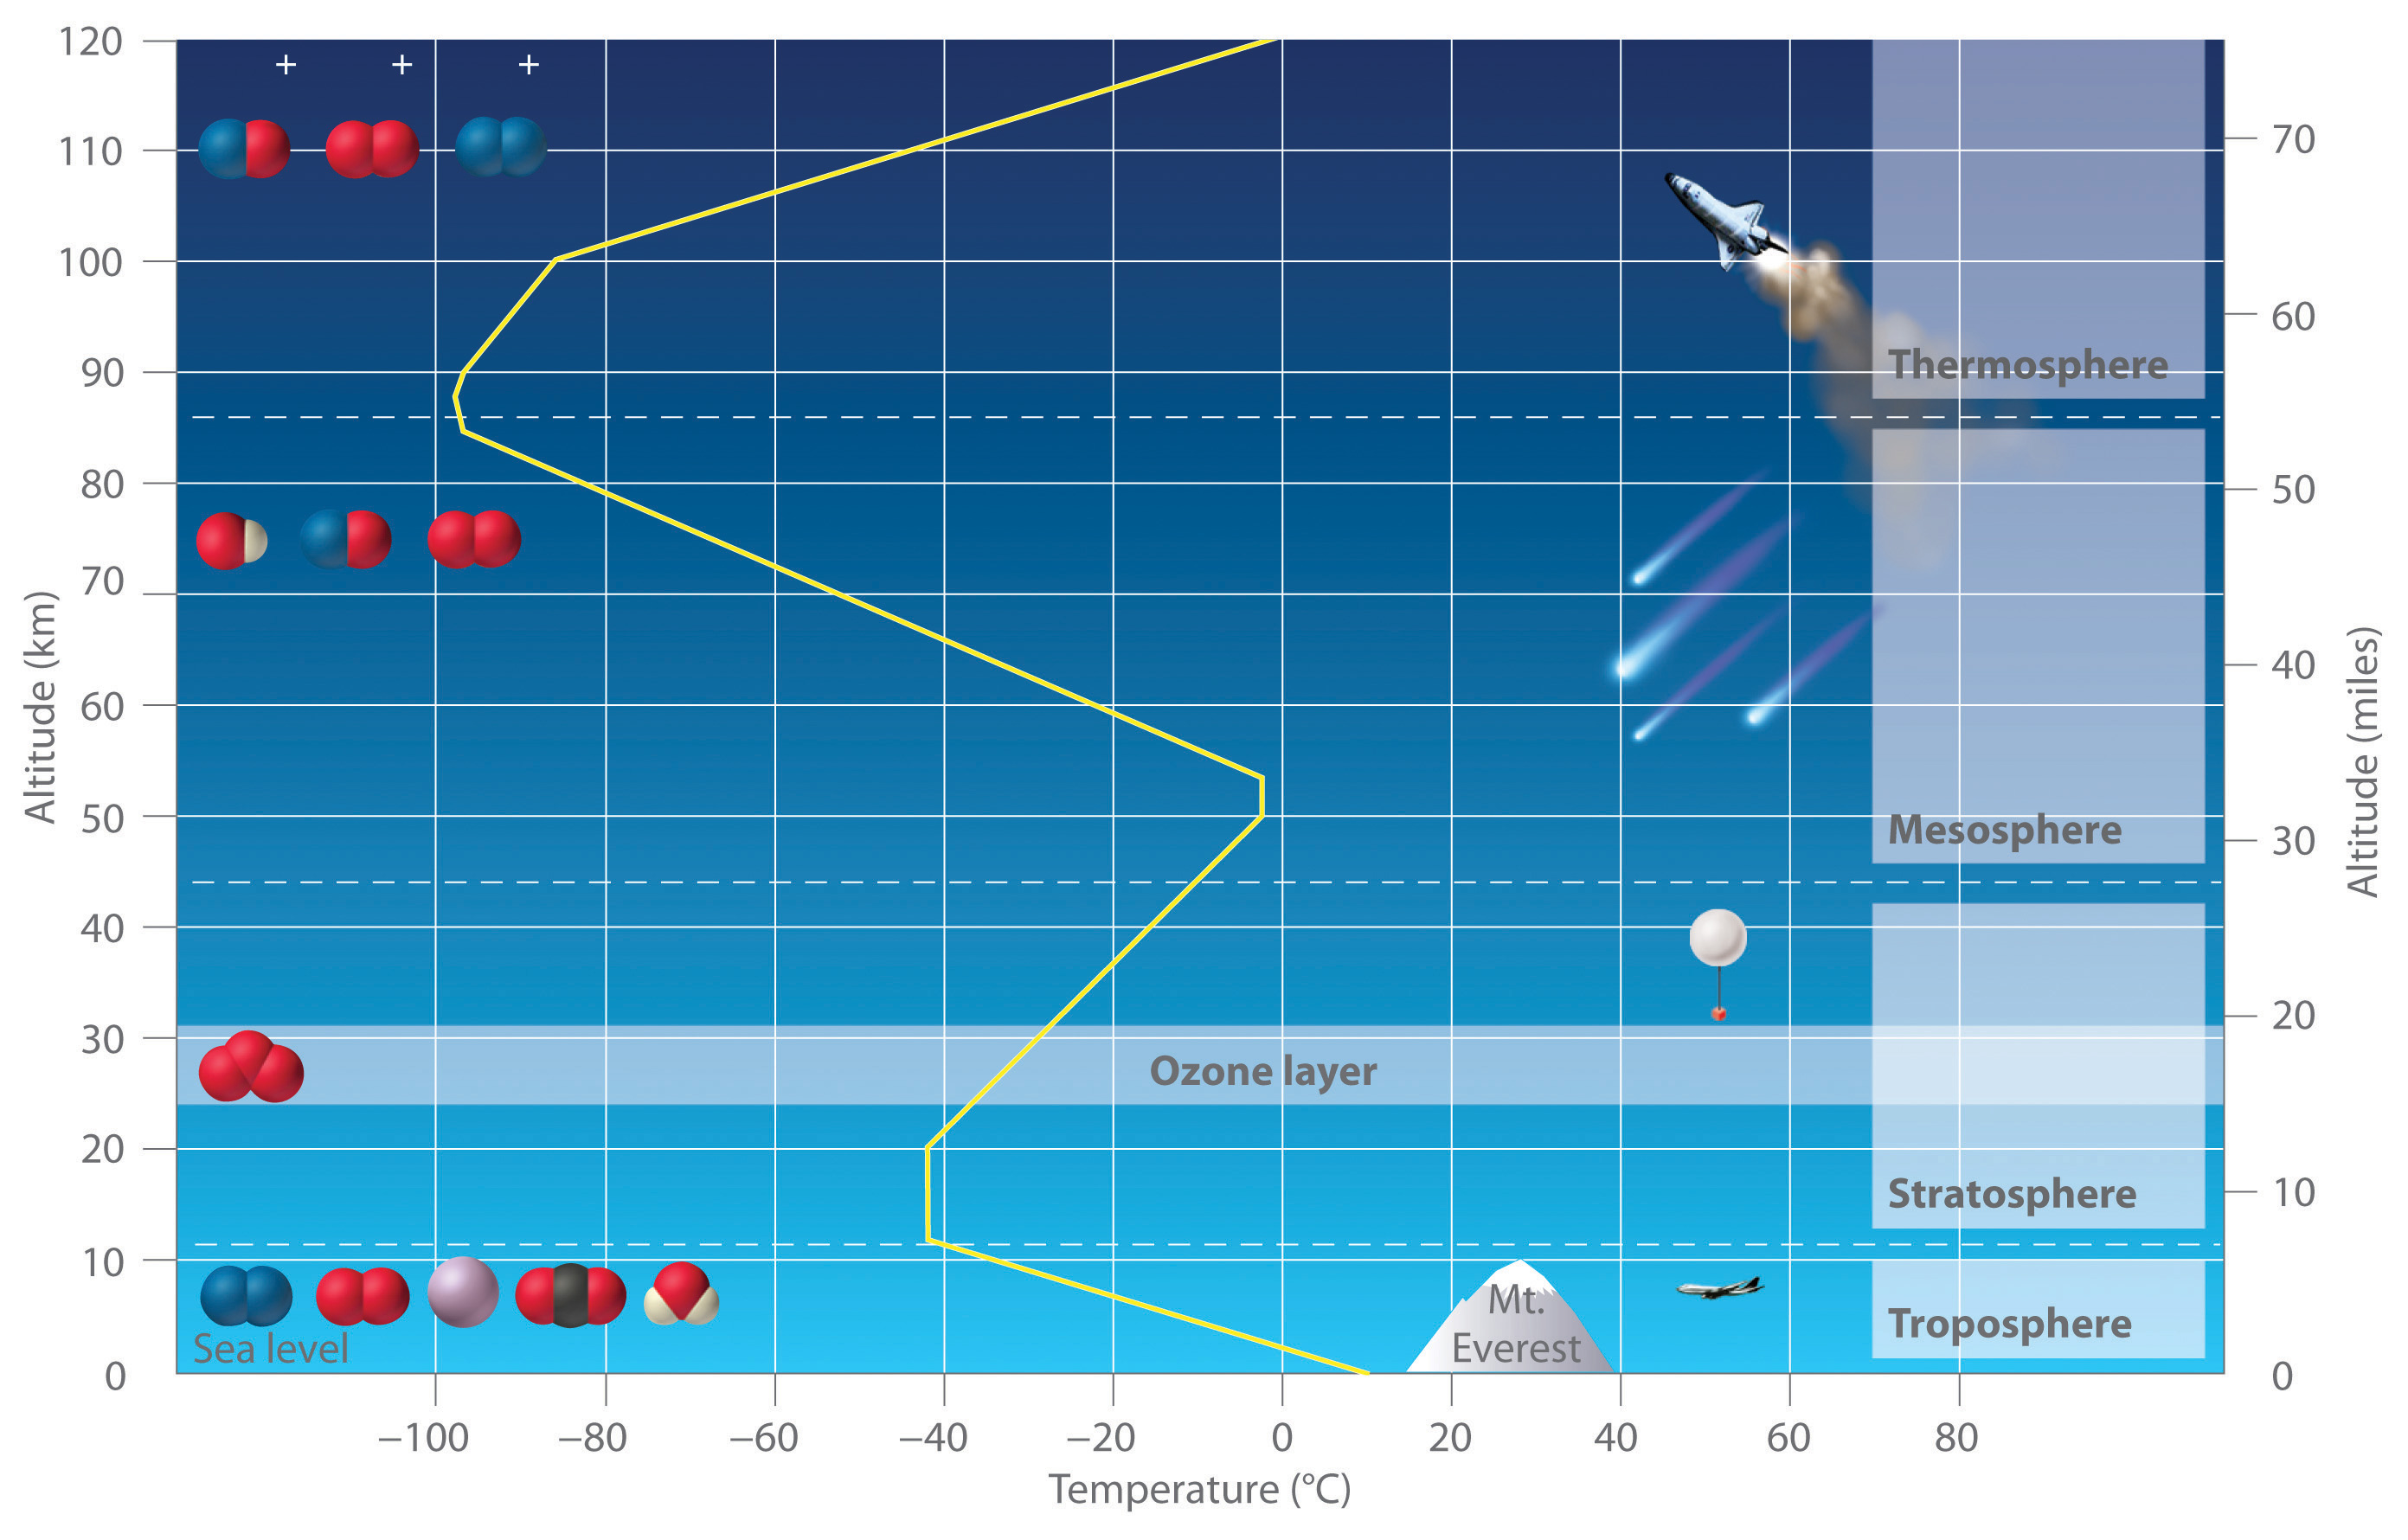 120
110
100
90
80
70
60
50
40
30
20
10
0
Altitude (km)
+ + +
Thermosphere
Mesosphere
Ozone layer
Stratosphere
Troposphere
Mt.
Everest
Sea level
70
60
50
40
30
20
10
0
Altitude (miles)
–100 –80 –60 –40 –20 0 20 40 60 80
Temperature (°C)